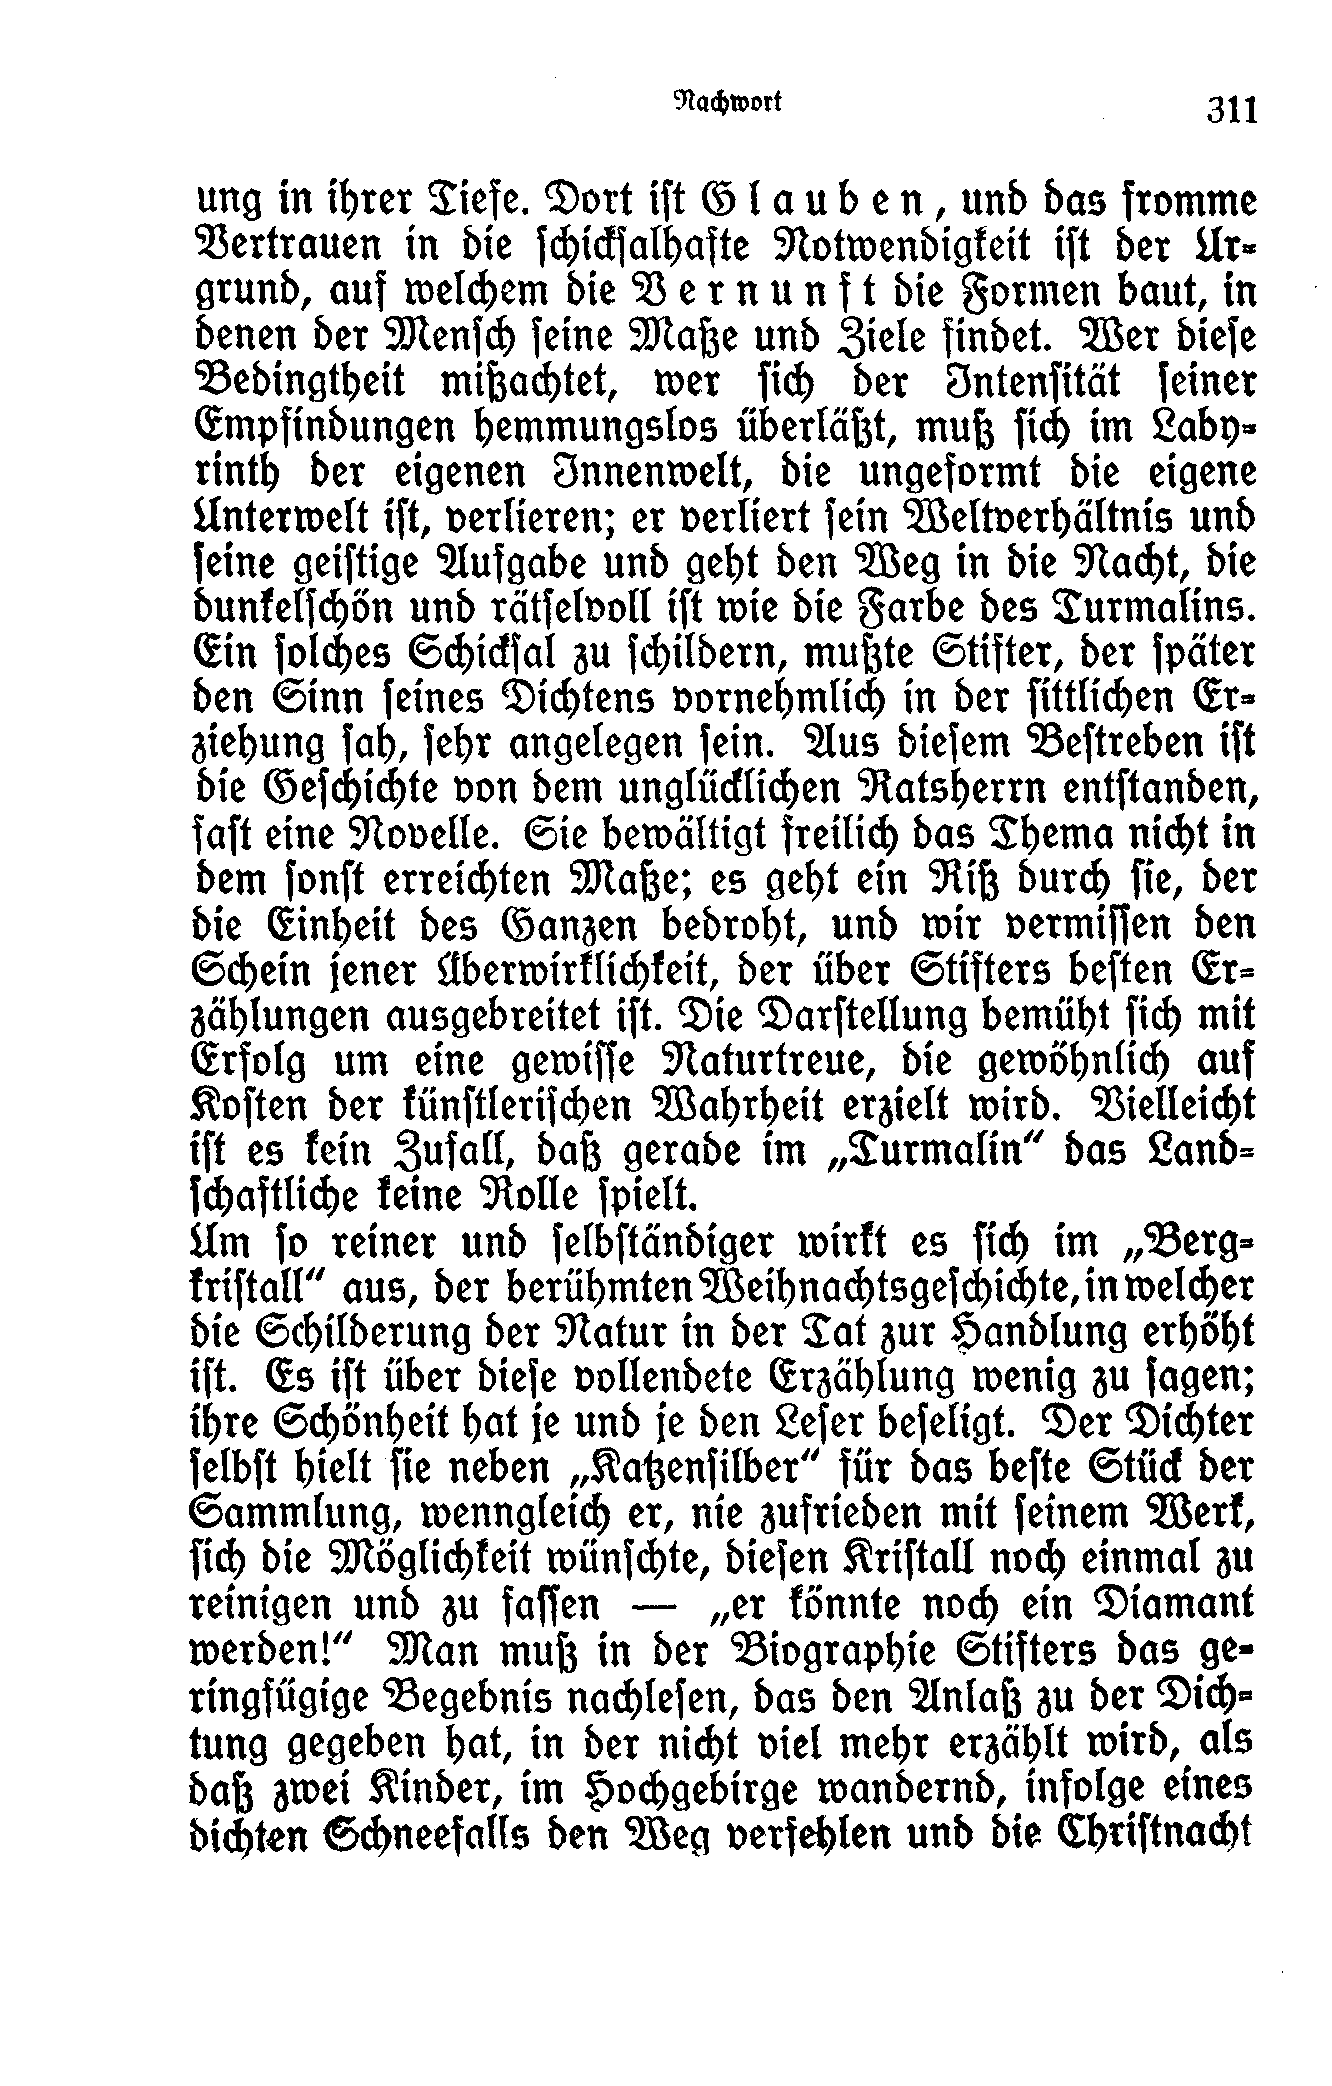 Nachwort
311
ung in ihrer Tiefe. Dort ist Glauben, und das fromme
Vertrauen in die schicksalhafte Notwendigkeit ist der Ur-
grund, auf welchem die Vernunft die Formen baut, in
denen der Mensch seine Maße und Ziele findet. Wer diese
Bedingtheit mißachtet, wer sich der Intensität seiner
Empfindungen hemmungslos überläßt, muß sich im Laby-
rinth der eigenen Innenwelt, die ungeformt die eigene
Unterwelt ist, verlieren; er verliert sein Weltverhältnis und
seine geistige Aufgabe und geht den Weg in die Nacht, die
dunkelschön und rätselvoll ist wie die Farbe des Turmalins.
Ein solches Schicksal zu schildern, mußte Stifter, der später
den Sinn seines Dichtens vornehmlich in der sittlichen Er-
ziehung sah, sehr angelegen sein. Aus diesem Bestreben ist
die Geschichte von dem unglücklichen Ratsherrn entstanden,
fast eine Novelle. Sie bewältigt freilich das Thema nicht in
dem sonst erreichten Maße; es geht ein Riß durch sie, der
die Einheit des Ganzen bedroht, und wir vermissen den
Schein jener Überwirklichkeit, der über Stifters besten Er-
zählungen ausgebreitet ist. Die Darstellung bemüht sich mit
Erfolg um eine gewisse Naturtreue, die gewöhnlich auf
Kosten der künstlerischen Wahrheit erzielt wird. Vielleicht
ist es kein Zufall, daß gerade im „Turmalin“ das Land-
schaftliche keine Rolle spielt.
Um so reiner und selbständiger wirkt es sich im „Berg-
kristall“ aus, der berühmten Weihnachtsgeschichte, in welcher
die Schilderung der Natur in der Tat zur Handlung erhöht
ist. Es ist über diese vollendete Erzählung wenig zu sagen;
ihre Schönheit hat je und je den Leser beseligt. Der Dichter
selbst hielt sie neben „Katzensilber“ für das beste Stück der
Sammlung, wenngleich er, nie zufrieden mit seinem Werk,
sich die Möglichkeit wünschte, diesen Kristall noch einmal zu
reinigen und zu fassen — „er könnte noch ein Diamant
werden!“ Man muß in der Biographie Stifters das ge-
ringfügige Begebnis nachlesen, das den Anlaß zu der Dich-
tung gegeben hat, in der nicht viel mehr erzählt wird, als
daß zwei Kinder, im Hochgebirge wandernd, infolge eines
dichten Schneefalls den Weg verfehlen und die Christnacht